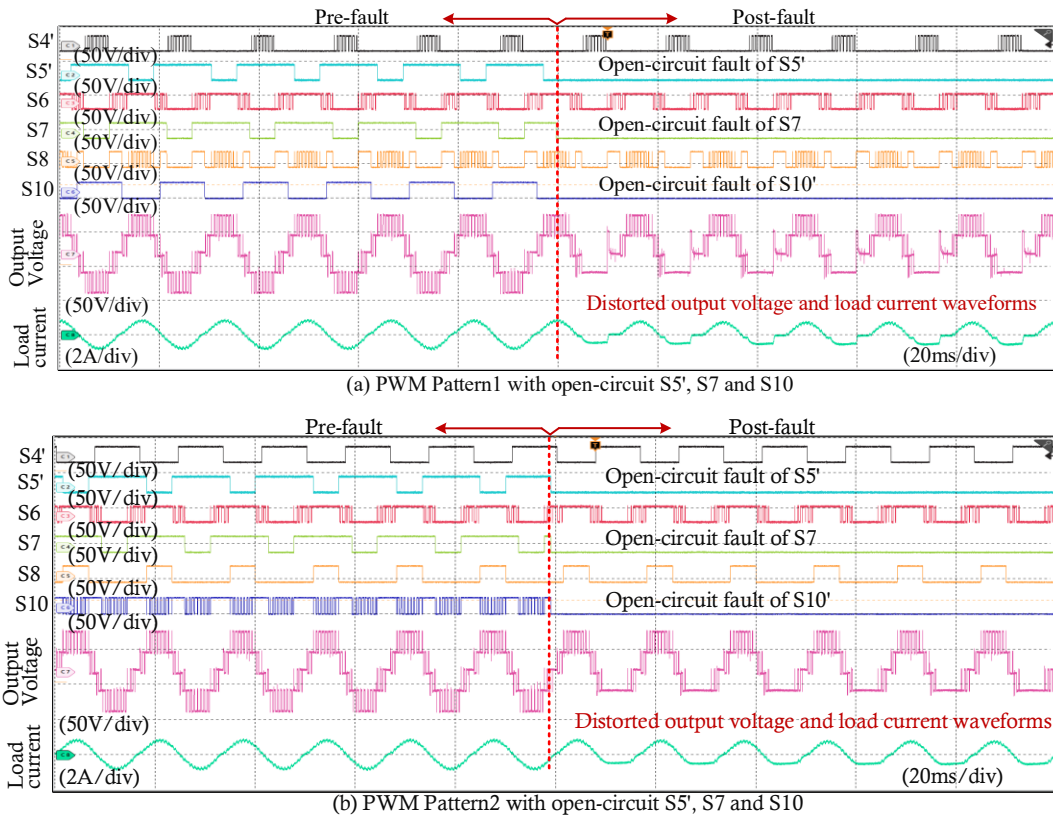 Pre-fault Post-fault
S4'
(50V/div)
S5' Open-circuit fault of S5'
(50V/div)
S6
(50V/div)
S7 Open-circuit fault of S7
(50V/div)
S8
(50V/div)
S10 Open-circuit fault of S10'
(50V/div)
Output
Voltage
(50V/div) Distorted output voltage and load current waveforms
Load
current
(2A/div) (20ms/div)
(a) PWM Pattern1 with open-circuit S5', S7 and S10
Pre-fault Post-fault
S4'
(50V/div)
S5' Open-circuit fault of S5'
(50V/div)
S6
(50V/div)
S7 Open-circuit fault of S7
(50V/div)
S8
(50V/div)
S10 Open-circuit fault of S10'
(50V/div)
Output
Voltage
(50V/div) Distorted output voltage and load current waveforms
Load
current
(2A/div) (20ms/div)
(b) PWM Pattern2 with open-circuit S5', S7 and S10